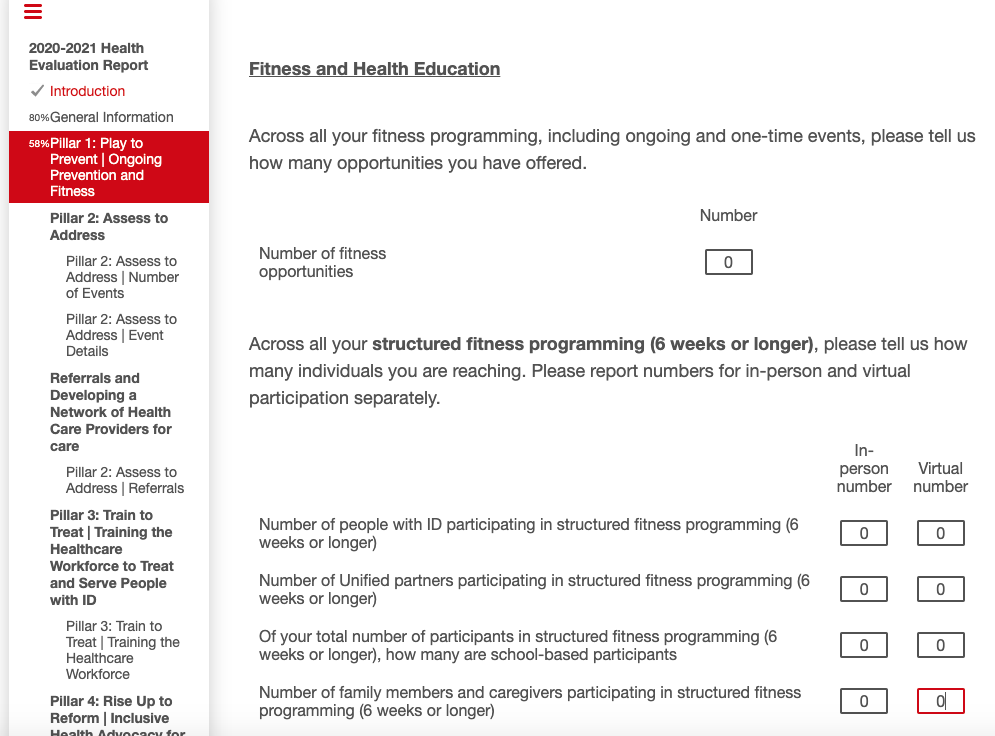 2020-2021 Health
Evaluation Report
Introduction
80% General Information
58% Pillar 1: Play to
Prevent | Ongoing
Prevention and
Fitness
Pillar 2: Assess to
Address
Pillar 2: Assess to
Address | Number
of Events
Pillar 2: Assess to
Address | Event
Details
Referrals and
Developing a
Network of Health
Care Providers for
care
Pillar 2: Assess to
Address | Referrals
Pillar 3: Train to
Treat | Training the
Healthcare
Workforce to Treat
and Serve People
with ID
Pillar 3: Train to
Treat | Training the
Healthcare
Workforce
Pillar 4: Rise Up to
Reform | Inclusive
Health Advocacy for
Fitness and Health Education
Across all your fitness programming, including ongoing and one-time events, please tell us
how many opportunities you have offered.
Number
Number of fitness
opportunities
0
Across all your structured fitness programming (6 weeks or longer), please tell us how
many individuals you are reaching. Please report numbers for in-person and virtual
participation separately.
In-
person
number
Virtual
number
Number of people with ID participating in structured fitness programming (6
weeks or longer)
0 0
Number of Unified partners participating in structured fitness programming (6
weeks or longer)
0 0
Of your total number of participants in structured fitness programming (6
weeks or longer), how many are school-based participants
0 0
Number of family members and caregivers participating in structured fitness
programming (6 weeks or longer)
0 0